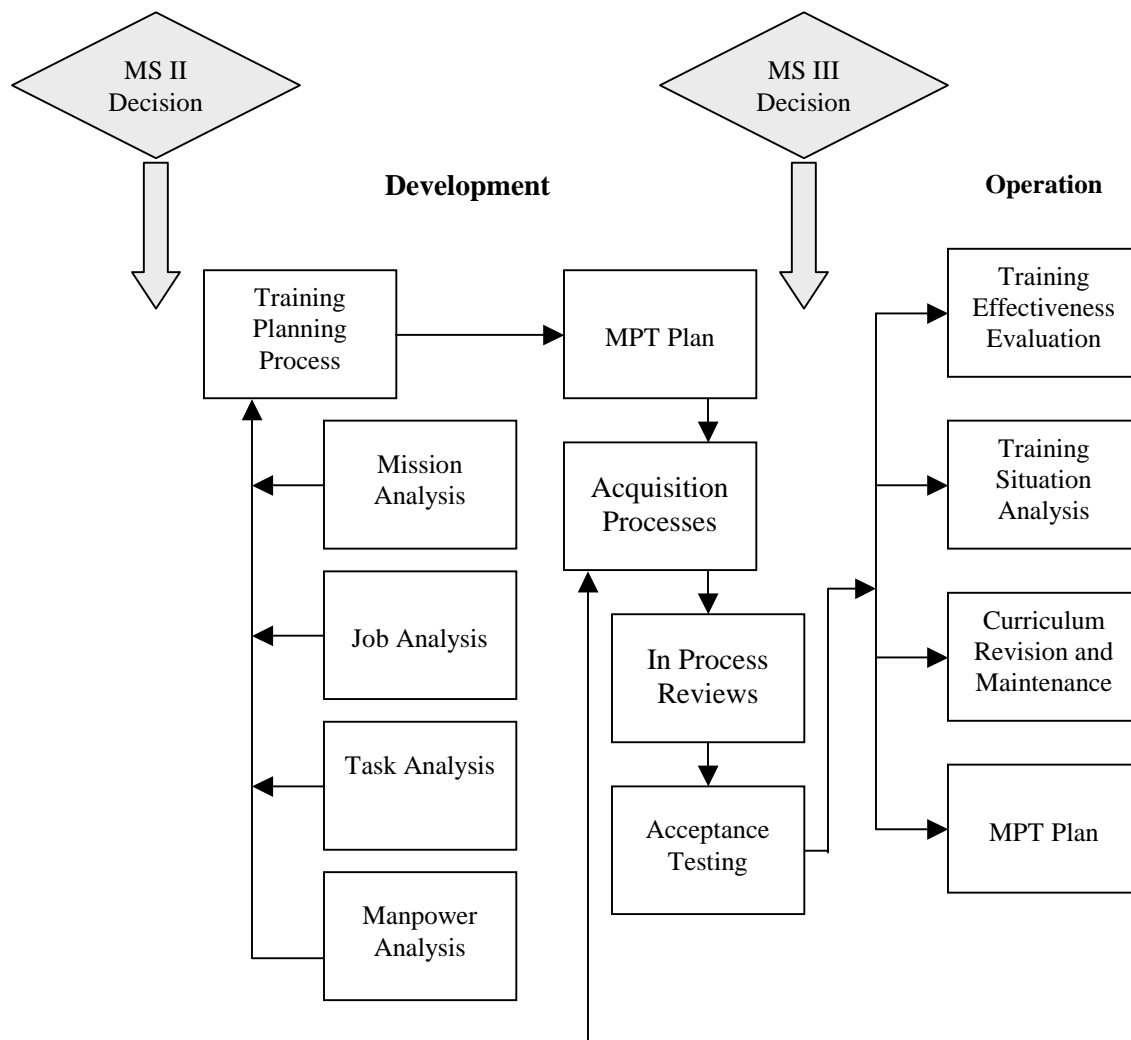 MS II
Decision
MS III
Decision
Development
Operation
Training
Planning
Process
MPT Plan
Training
Effectiveness
Evaluation
Mission
Analysis
Acquisition
Processes
Training
Situation
Analysis
Job Analysis
In Process
Reviews
Curriculum
Revision and
Maintenance
Task Analysis
Acceptance
Testing
MPT Plan
Manpower
Analysis